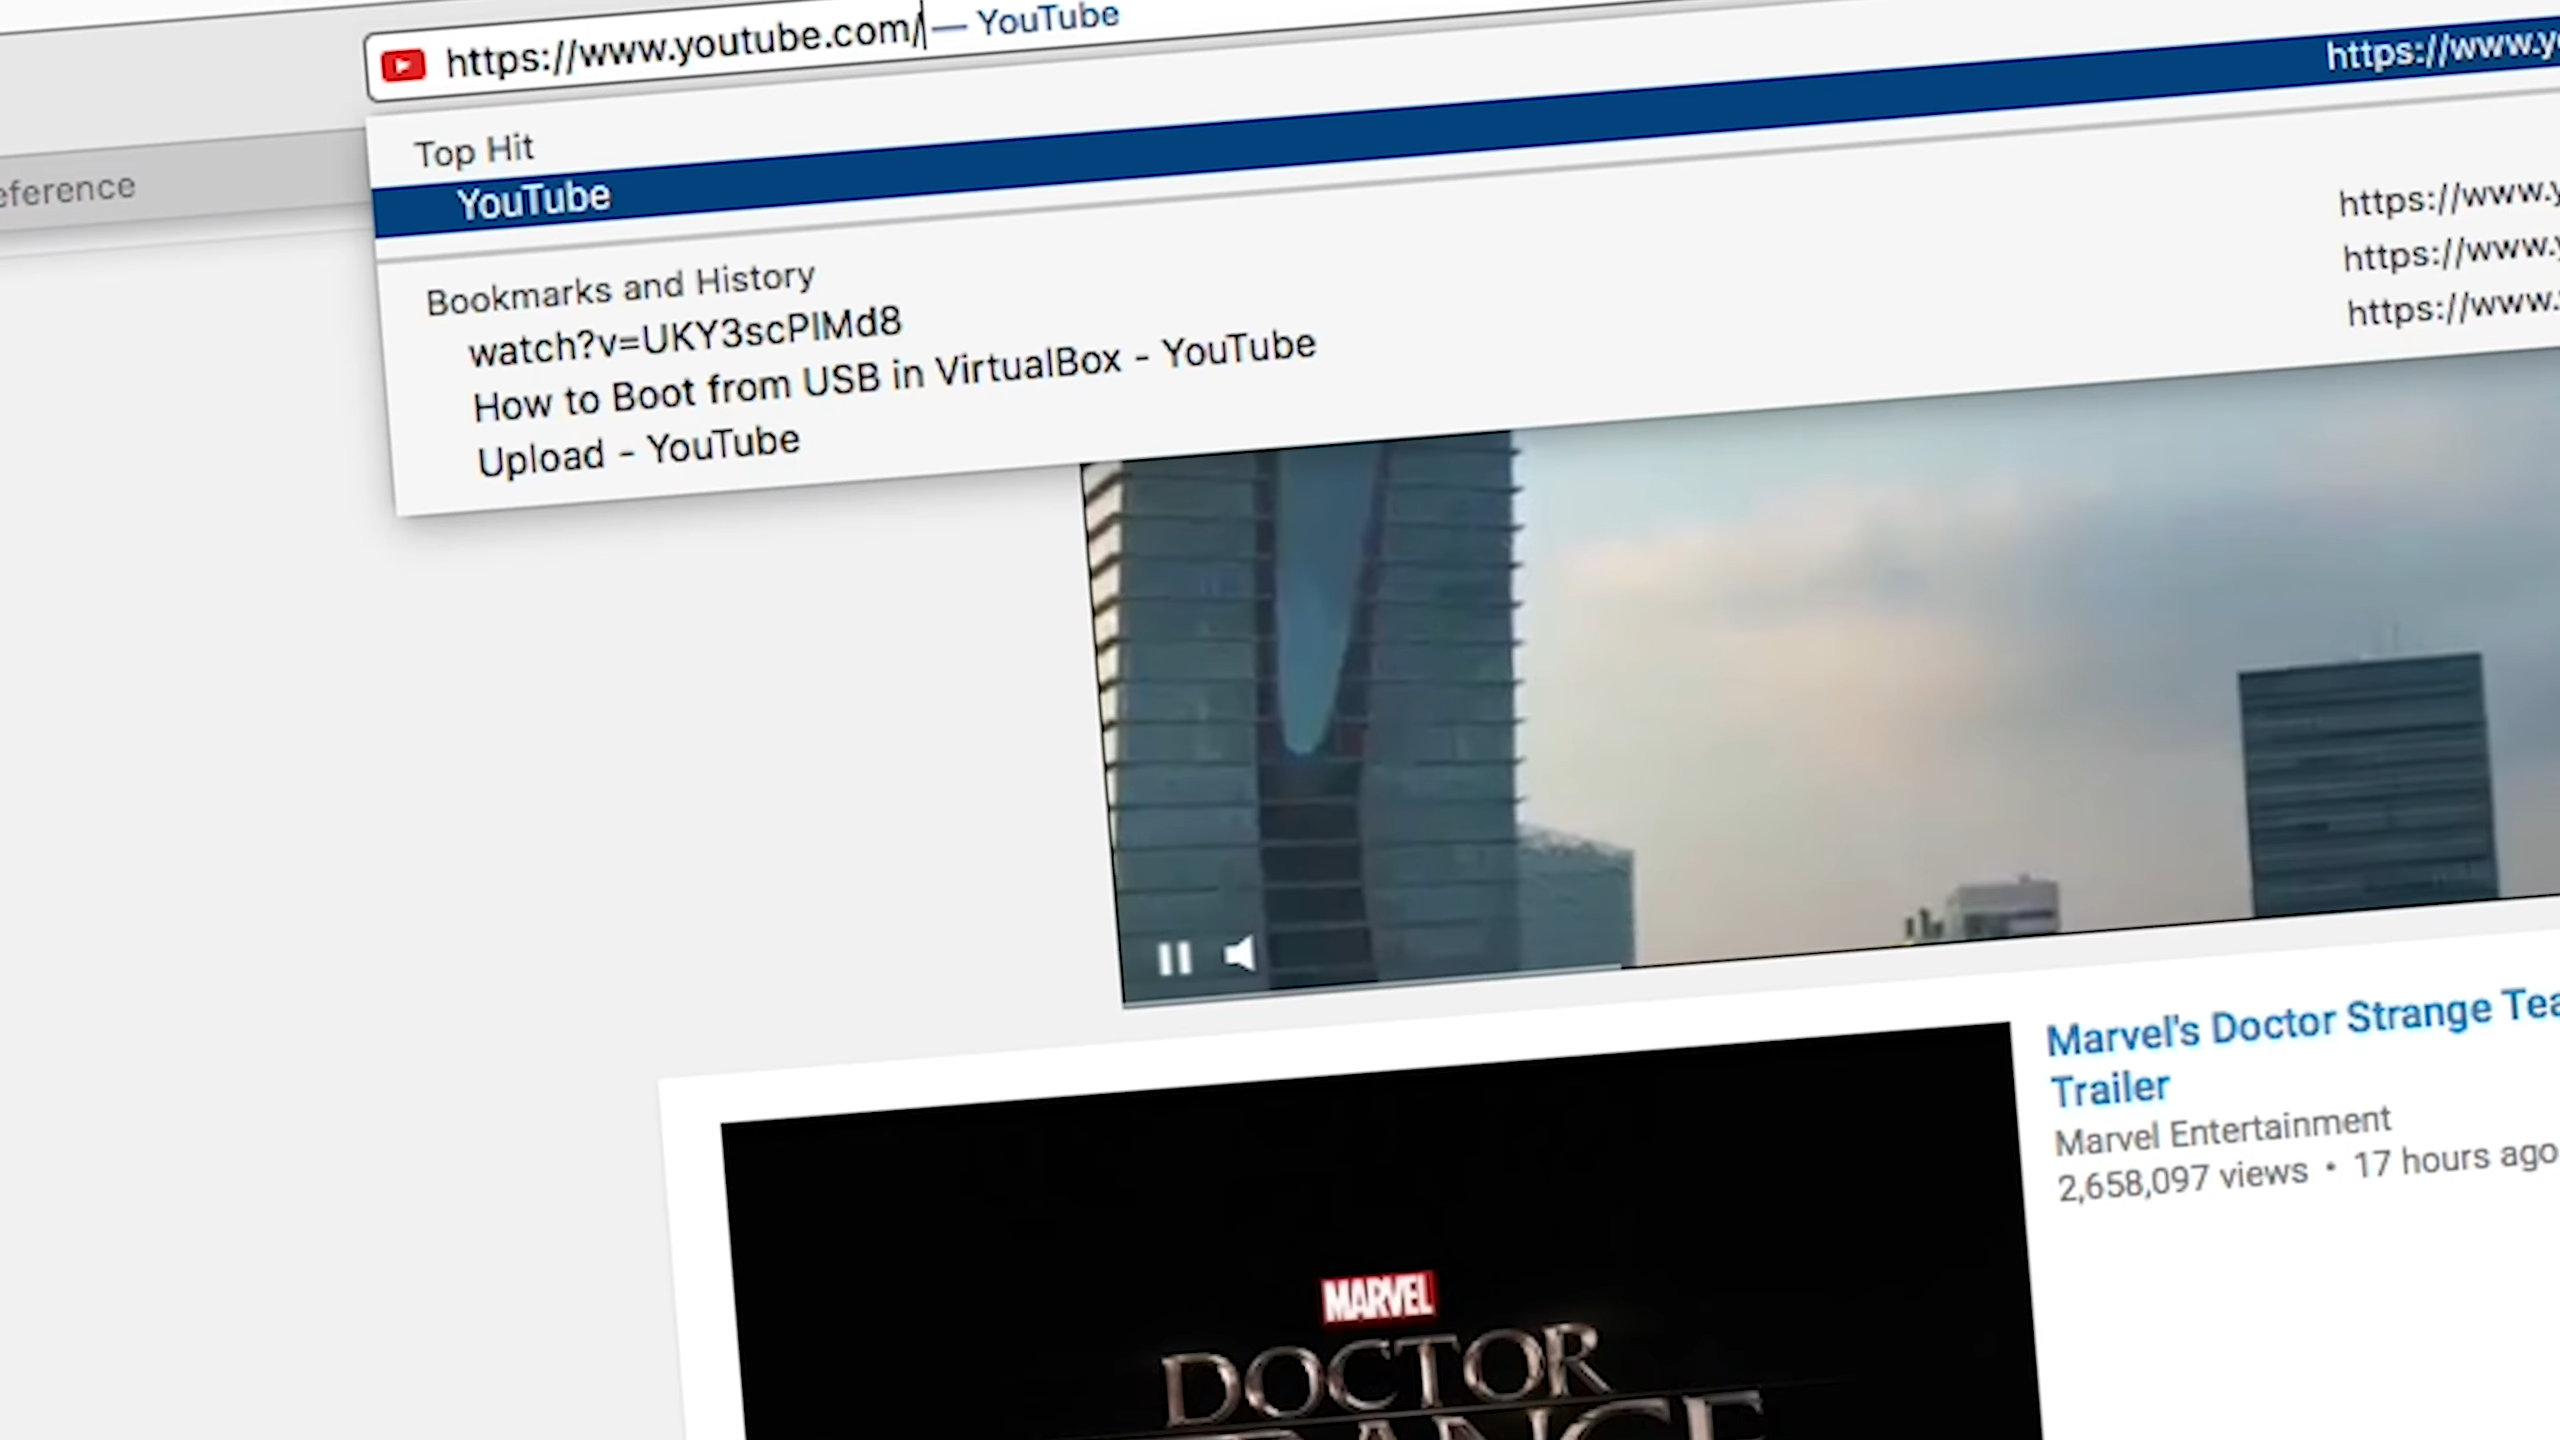 https://www.youtube.com/ — YouTube
Top Hit
YouTube
https://www.y
eference
Bookmarks and History
watch?v=UKY3scPlMd8
https://www.y
How to Boot from USB in VirtualBox - YouTube
https://www.y
Upload - YouTube
https://www.
Marvel's Doctor Strange Tea
Trailer
Marvel Entertainment
2,658,097 views • 17 hours ago
MARVEL
DOCTOR